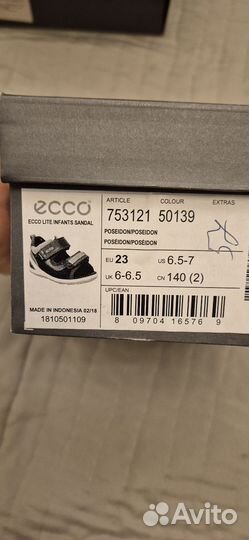 ecco
ECCO LITE INFANTS SANDAL
ARTICLE COLOUR EXTRAS
753121 50139
POSEIDON/POSEIDON
POSÉIDON/POSÉIDON
EU 23 US 6.5-7
UK 6-6.5 CN 140 (2)
MADE IN INDONESIA 02/18
1810501109
UPC/EAN
8 09704 16576 9
Avito